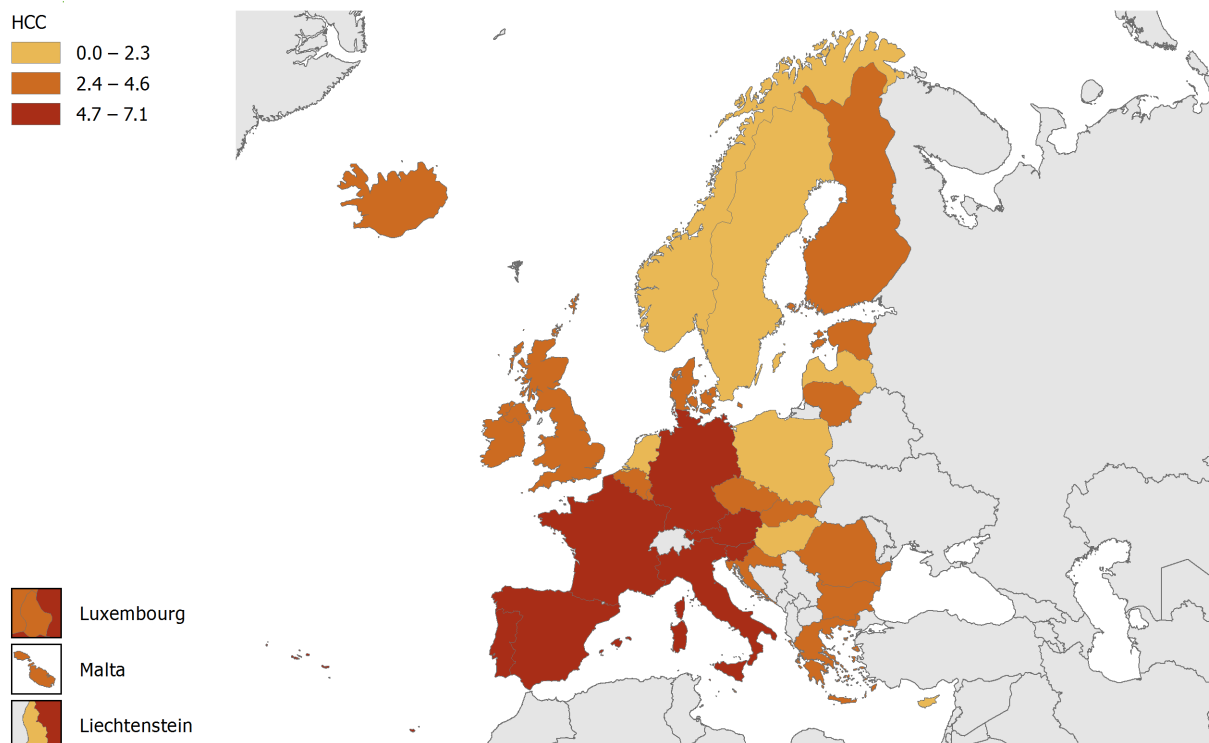 HCC
0.0 – 2.3
2.4 – 4.6
4.7 – 7.1
Luxembourg
Malta
Liechtenstein